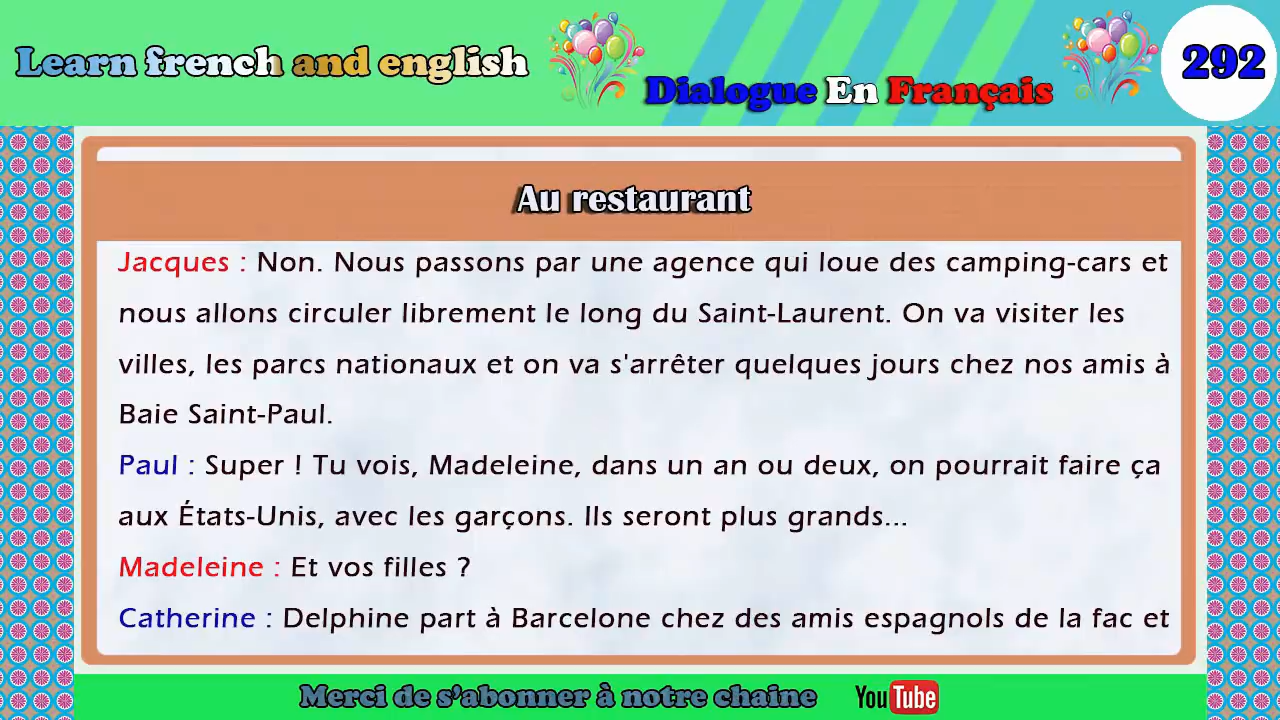 Learn french and english
Dialogue En Français
292
Au restaurant
Jacques : Non. Nous passons par une agence qui loue des camping-cars et
nous allons circuler librement le long du Saint-Laurent. On va visiter les
villes, les parcs nationaux et on va s'arrêter quelques jours chez nos amis à
Baie Saint-Paul.
Paul : Super ! Tu vois, Madeleine, dans un an ou deux, on pourrait faire ça
aux États-Unis, avec les garçons. Ils seront plus grands...
Madeleine : Et vos filles ?
Catherine : Delphine part à Barcelone chez des amis espagnols de la fac et
Merci de s'abonner à notre chaine
YouTube